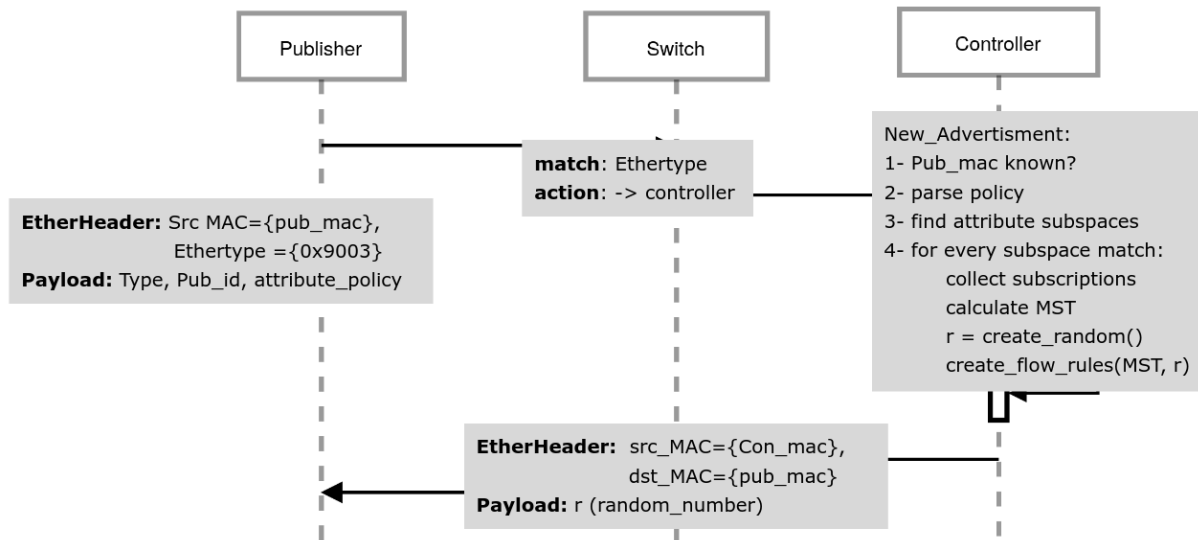 Publisher
Switch
Controller
New_Advertisment:
1- Pub_mac known?
2- parse policy
3- find attribute subspaces
4- for every subspace match:
collect subscriptions
calculate MST
r = create_random()
create_flow_rules(MST, r)
match: Ethertype
action: -> controller
EtherHeader: Src MAC={pub_mac},
Ethertype ={0x9003}
Payload: Type, Pub_id, attribute_policy
EtherHeader: src_MAC={Con_mac},
dst_MAC={pub_mac}
Payload: r (random_number)